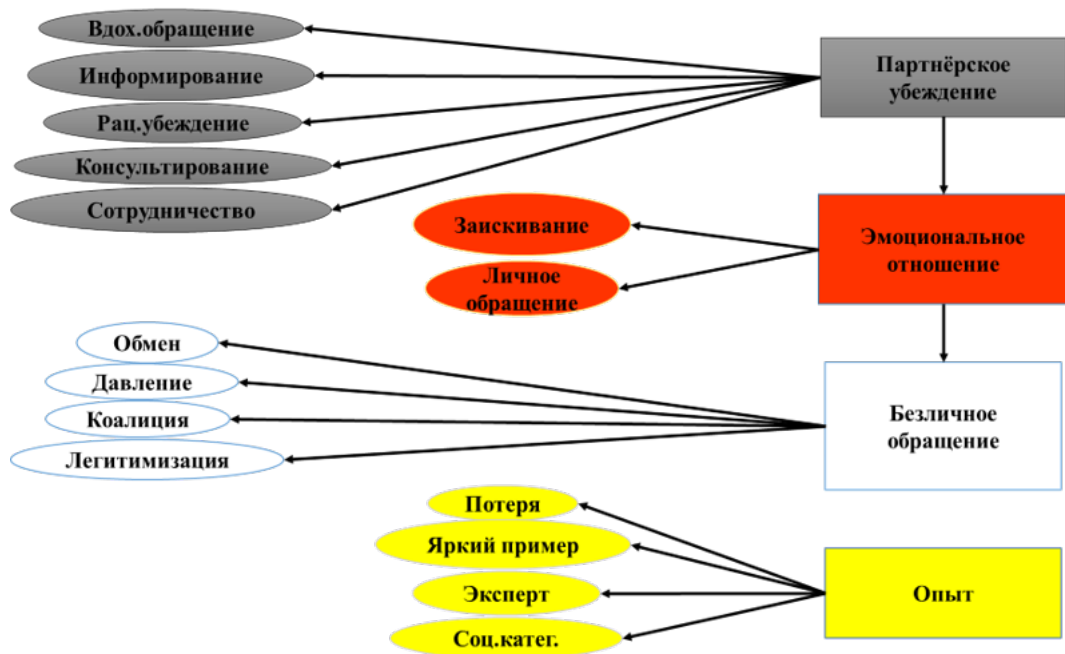 Вдох.обращение
Информирование
Рац.убеждение
Консультирование
Сотрудничество
Партнёрское
убеждение
Заискивание
Личное
обращение
Эмоциональное
отношение
Обмен
Давление
Коалиция
Легитимизация
Безличное
обращение
Потеря
Яркий пример
Эксперт
Соц.катег.
Опыт